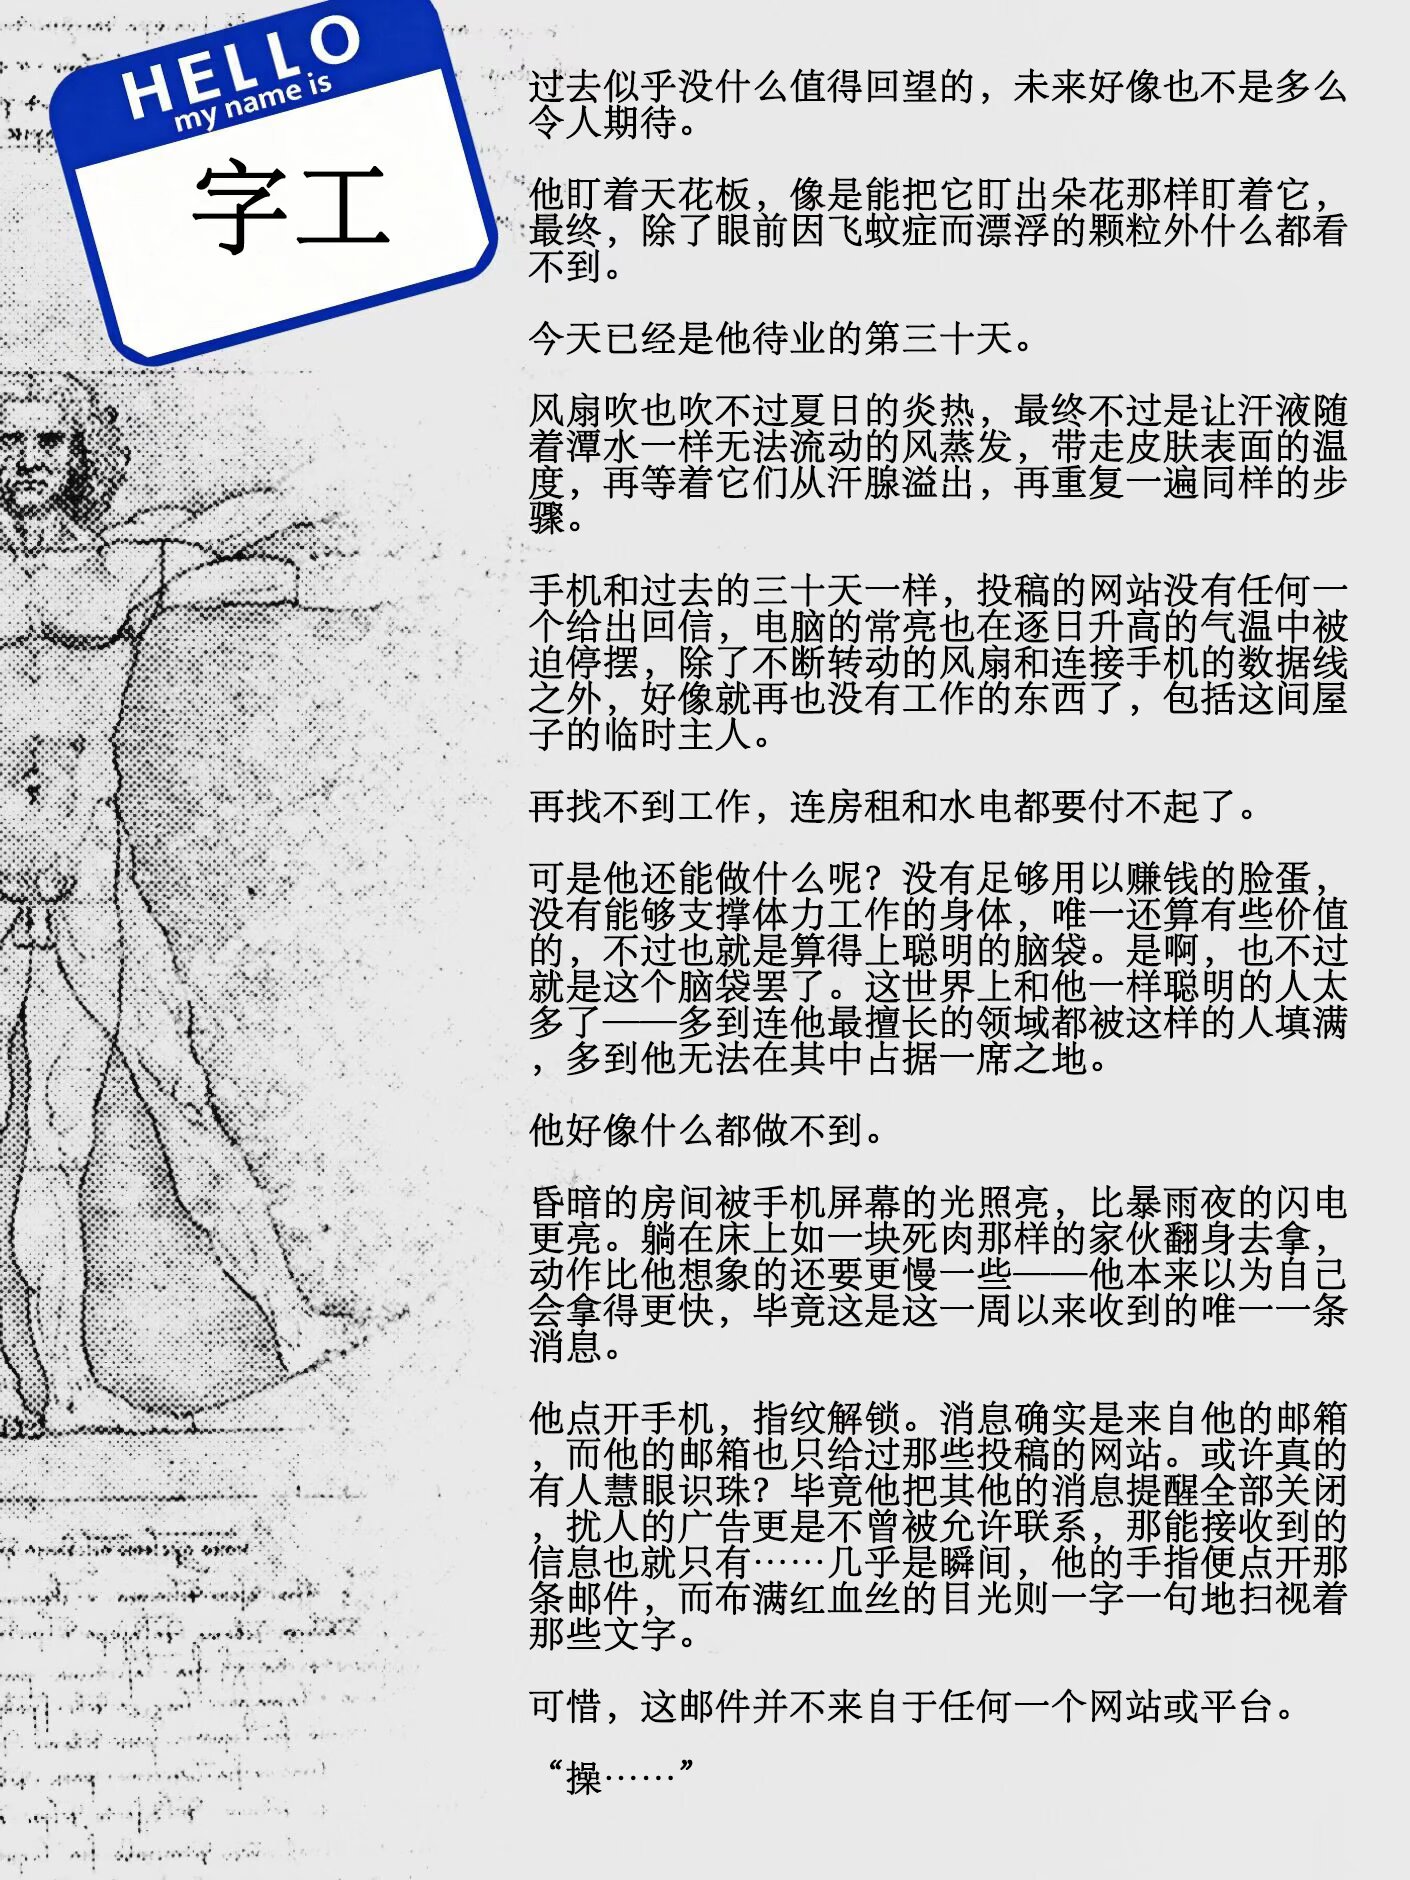 HELLO
my name is
字工
过去似乎没什么值得回望的，未来好像也不是多么
令人期待。
他盯着天花板，像是能把它盯出朵花那样盯着它，
最终，除了眼前因飞蚊症而漂浮的颗粒外什么都看
不到。
今天已经是他待业的第三十天。
风扇吹也吹不过夏日的炎热，最终不过是让汗液随
着潭水一样无法流动的风蒸发，带走皮肤表面的温
度，再等着它们从汗腺溢出，再重复一遍同样的步
骤。
手机和过去的三十天一样，投稿的网站没有任何一
个给出回信，电脑的常亮也在逐日升高的气温中被
迫停摆，除了不断转动的风扇和连接手机的数据线
之外，好像就再也没有工作的东西了，包括这间屋
子的临时主人。
再找不到工作，连房租和水电都要付不起了。
可是他还能做什么呢？没有足够用以赚钱的脸蛋，
没有能够支撑体力工作的身体，唯一还算有些价值
的，不过也就是算得上聪明的脑袋。是啊，也不过
就是这个脑袋罢了。这世界上和他一样聪明的人太
多了——多到连他最擅长的领域都被这样的人填满
，多到他无法在其中占据一席之地。
他好像什么都做不到。
昏暗的房间被手机屏幕的光照亮，比暴雨夜的闪电
更亮。躺在床上如一块死肉那样的家伙翻身去拿，
动作比他想象的还要更慢一些——他本来以为自己
会拿得更快，毕竟这是这一周以来收到的唯一一条
消息。
他点开手机，指纹解锁。消息确实是来自他的邮箱
，而他的邮箱也只给过那些投稿的网站。或许真的
有人慧眼识珠？毕竟他把其他的消息提醒全部关闭
，扰人的广告更是不曾被允许联系，那能接收到的
信息也就只有……几乎是瞬间，他的手指便点开那
条邮件，而布满红血丝的目光则一字一句地扫视着
那些文字。
可惜，这邮件并不来自于任何一个网站或平台。
“操……”